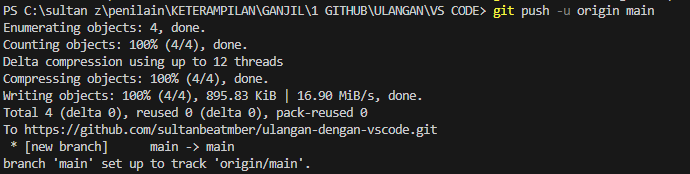 PS C:\sultan z\penilain\KETERAMPILAN\GANJIL\1 GITHUB\ULANGAN\VS CODE> git push -u origin main
Enumerating objects: 4, done.
Counting objects: 100% (4/4), done.
Delta compression using up to 12 threads
Compressing objects: 100% (4/4), done.
Writing objects: 100% (4/4), 895.83 KiB | 16.90 MiB/s, done.
Total 4 (delta 0), reused 0 (delta 0), pack-reused 0
To https://github.com/sultanbeatmber/ulangan-dengan-vscode.git
 * [new branch]      main -> main
branch 'main' set up to track 'origin/main'.